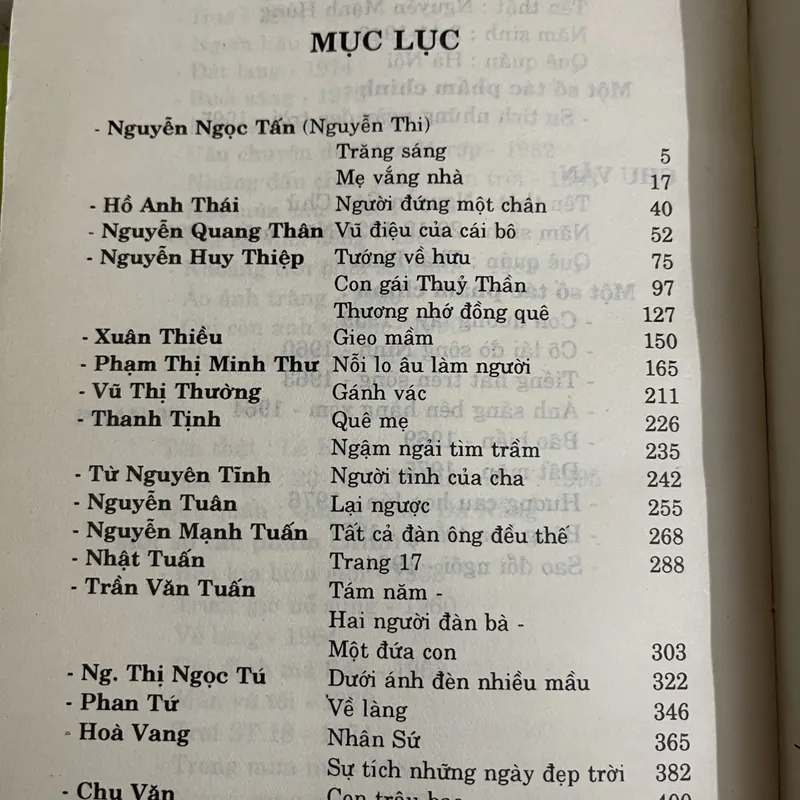 MỤC LỤC
- Nguyễn Ngọc Tấn (Nguyễn Thi)
Trăng sáng 5
Mẹ vắng nhà 17
- Hồ Anh Thái Người đứng một chân 40
- Nguyễn Quang Thân Vũ điệu của cái bô 52
- Nguyễn Huy Thiệp Tướng về hưu 75
Con gái Thuỷ Thần 97
Thương nhớ đồng quê 127
- Xuân Thiều Gieo mầm 150
- Phạm Thị Minh Thư Nỗi lo âu làm người 165
- Vũ Thị Thường Gánh vác 211
- Thanh Tịnh Quê mẹ 226
Ngậm ngải tìm trầm 235
- Từ Nguyên Tĩnh Người tình của cha 242
- Nguyễn Tuân Lại ngược 255
- Nguyễn Mạnh Tuấn Tất cả đàn ông đều thế 268
- Nhật Tuấn Trang 17 288
- Trần Văn Tuấn Tám năm -
Hai người đàn bà -
Một đứa con 303
- Ng. Thị Ngọc Tú Dưới ánh đèn nhiều mầu 322
- Phan Tứ Về làng 346
- Hoà Vang Nhân Sứ 365
Sự tích những ngày đẹp trời 382
- Chu Văn Con trâu bạc